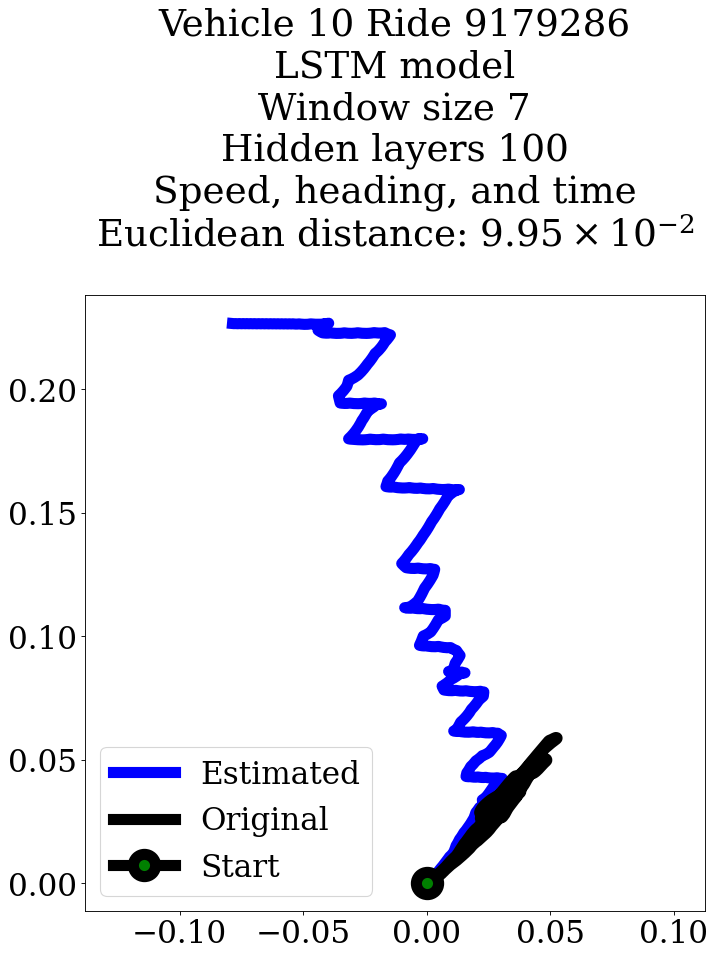 Vehicle 10 Ride 9179286
LSTM model
Window size 7
Hidden layers 100
Speed, heading, and time
Euclidean distance: 9.95 × 10⁻²
0.20
0.15
0.10
0.05
0.00
Estimated
Original
Start
−0.10 −0.05 0.00 0.05 0.10